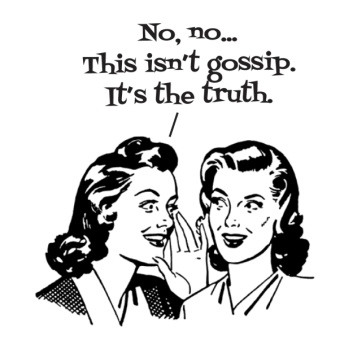 No, no...
This isn't gossip.
It's the truth.